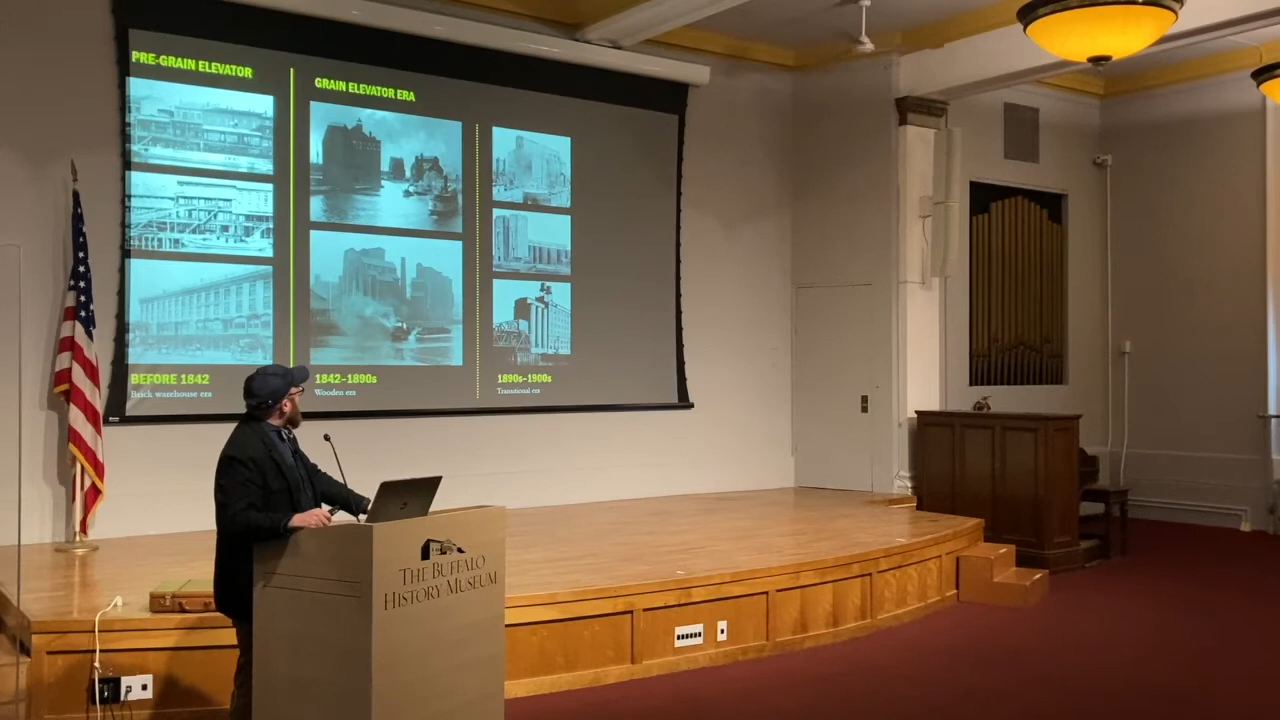 PRE-GRAIN ELEVATOR
GRAIN ELEVATOR ERA
BEFORE 1842
Brick warehouse era
1842–1890s
Wooden era
1890s–1900s
Transitional era
THE BUFFALO
HISTORY MUSEUM